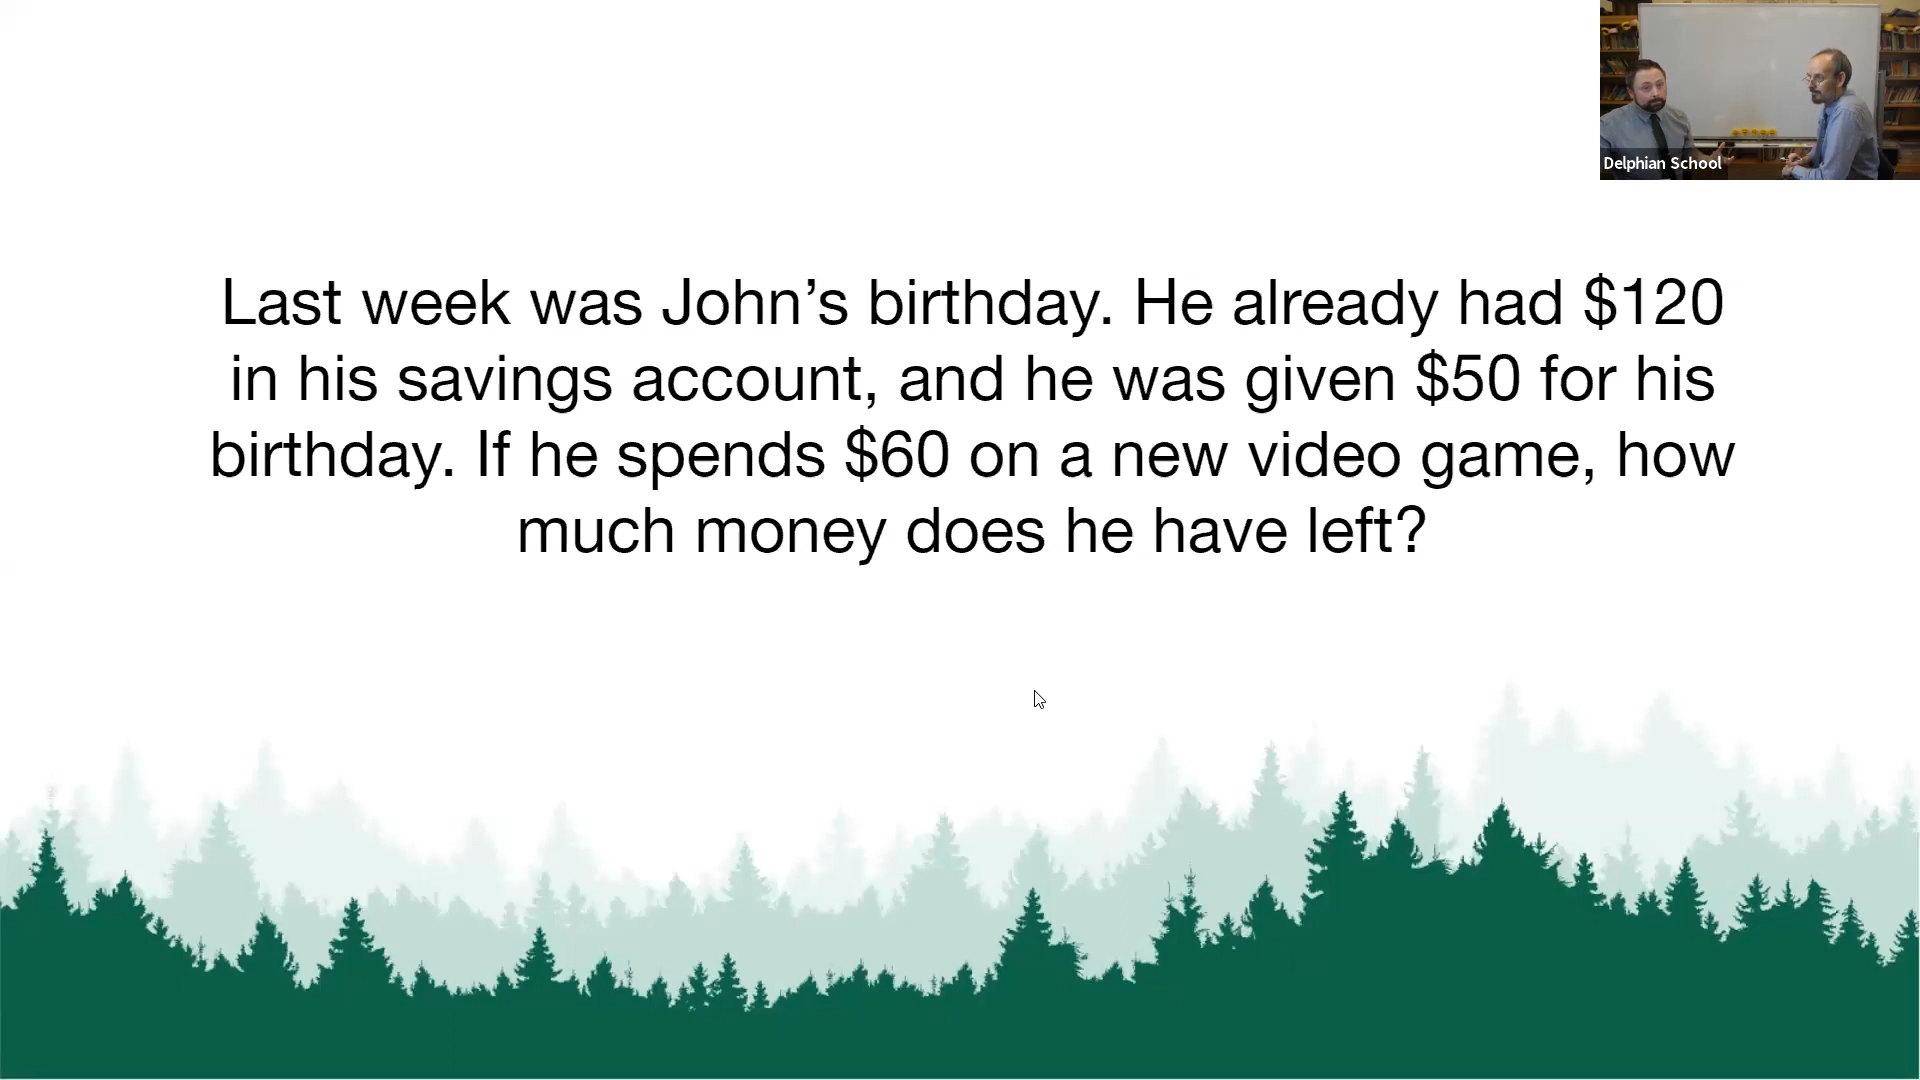 Delphian School
Last week was John’s birthday. He already had $120
in his savings account, and he was given $50 for his
birthday. If he spends $60 on a new video game, how
much money does he have left?